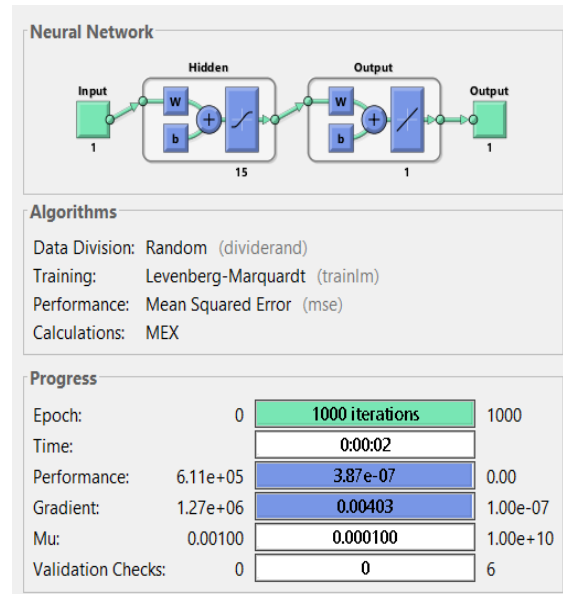 Neural Network
Hidden
Output
Input
Output
W
b
+
W
b
+
1
15
1
1
Algorithms
Data Division: Random (dividerand)
Training: Levenberg-Marquardt (trainlm)
Performance: Mean Squared Error (mse)
Calculations: MEX
Progress
Epoch: 0 1000 iterations 1000
Time: 0:00:02
Performance: 6.11e+05 3.87e-07 0.00
Gradient: 1.27e+06 0.00403 1.00e-07
Mu: 0.00100 0.000100 1.00e+10
Validation Checks: 0 0 6